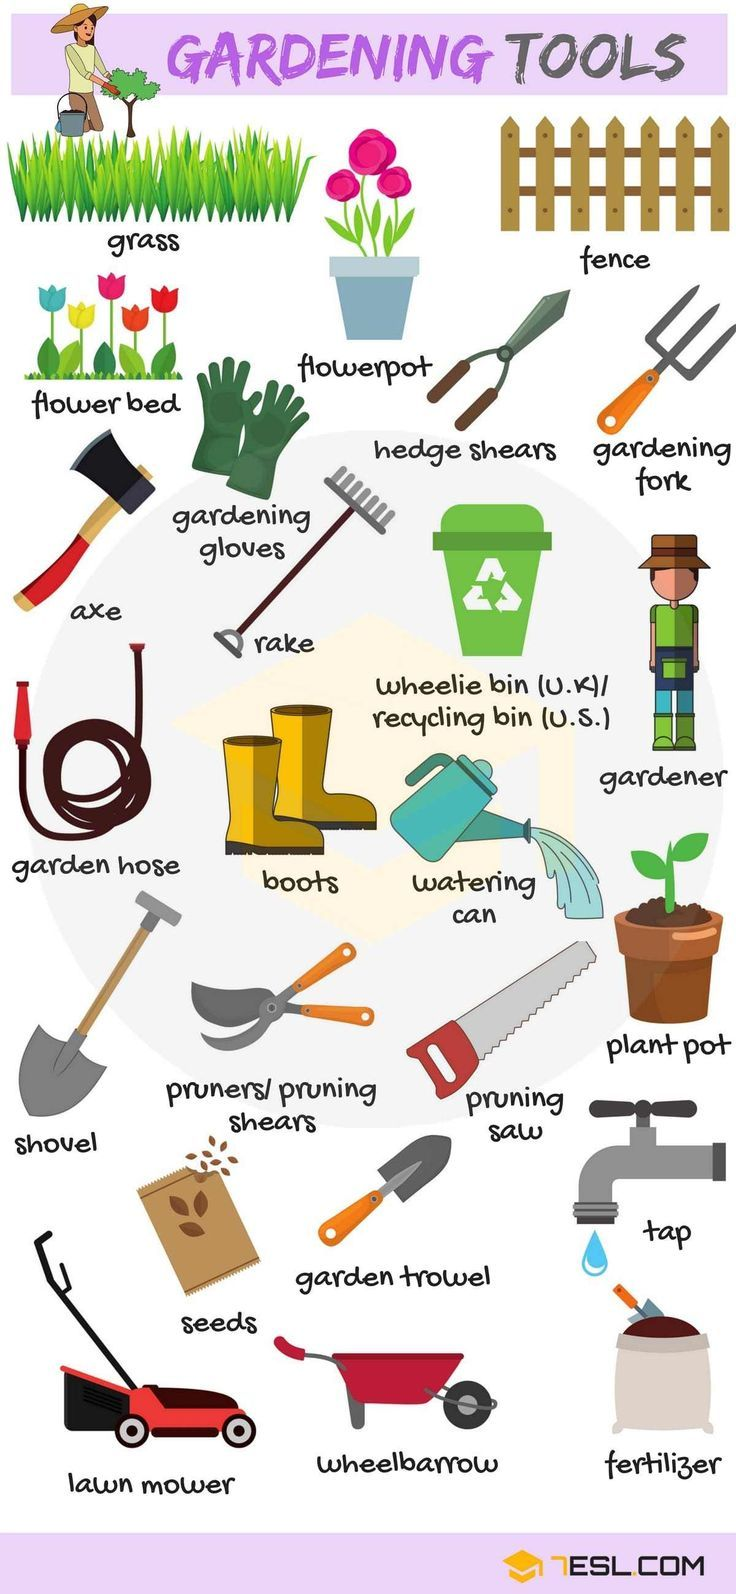 GARDENING TOOLS
grass
fence
flowerpot
flower bed
hedge shears
gardening
fork
gardening
gloves
axe
rake
wheelie bin (U.K)/
recycling bin (U.S.)
gardener
garden hose
boots
watering
can
plant pot
pruners/ pruning
shears
pruning
saw
shovel
tap
garden trowel
seeds
wheelbarrow
fertilizer
lawn mower
7ESL.COM